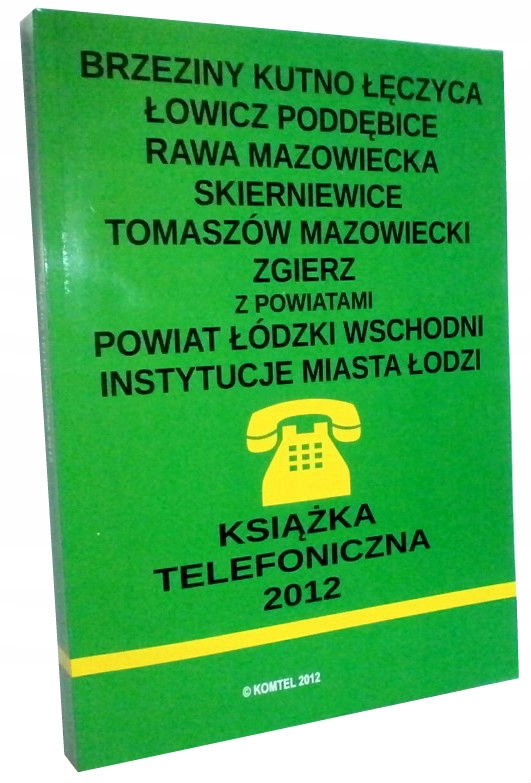 BRZEZINY KUTNO ŁĘCZYCA
ŁOWICZ PODDĘBICE
RAWA MAZOWIECKA
SKIERNIEWICE
TOMASZÓW MAZOWIECKI
ZGIERZ
Z POWIATAMI
POWIAT ŁÓDZKI WSCHODNI
INSTYTUCJE MIASTA ŁODZI
KSIĄŻKA
TELEFONICZNA
2012
© KOMTEL 2012